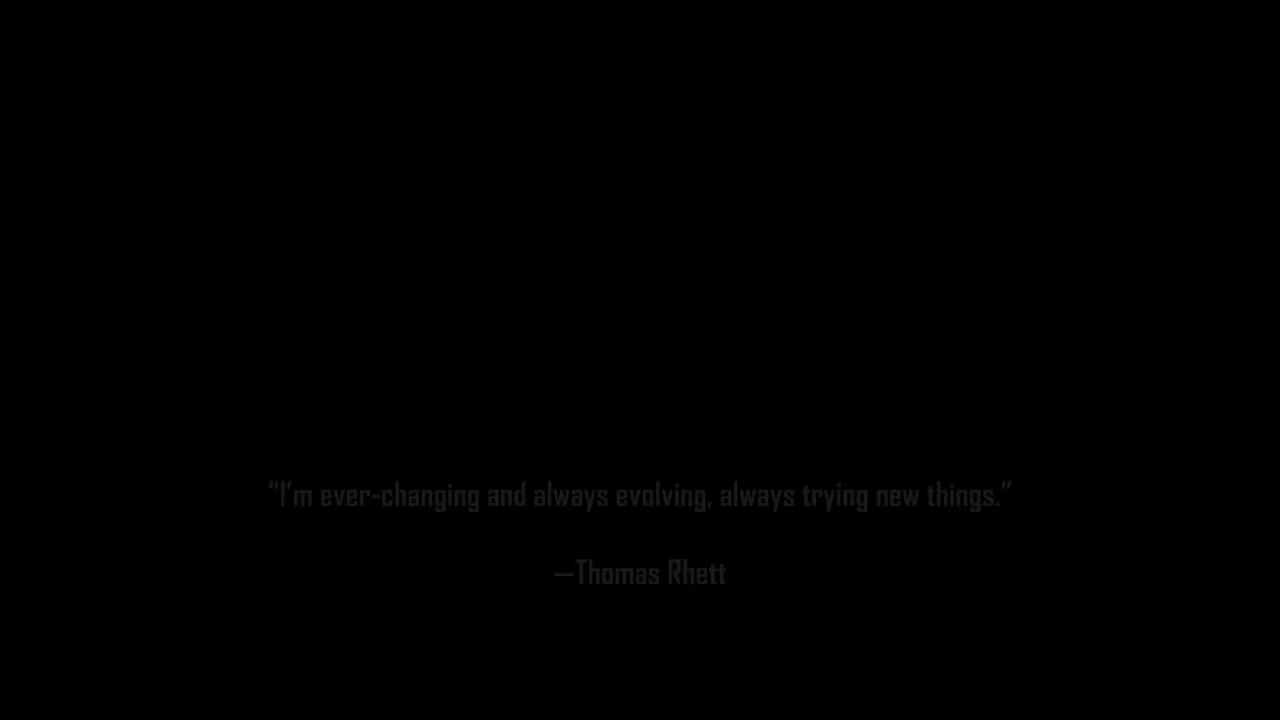 “I’m ever-changing and always evolving, always trying new things.”
—Thomas Rhett